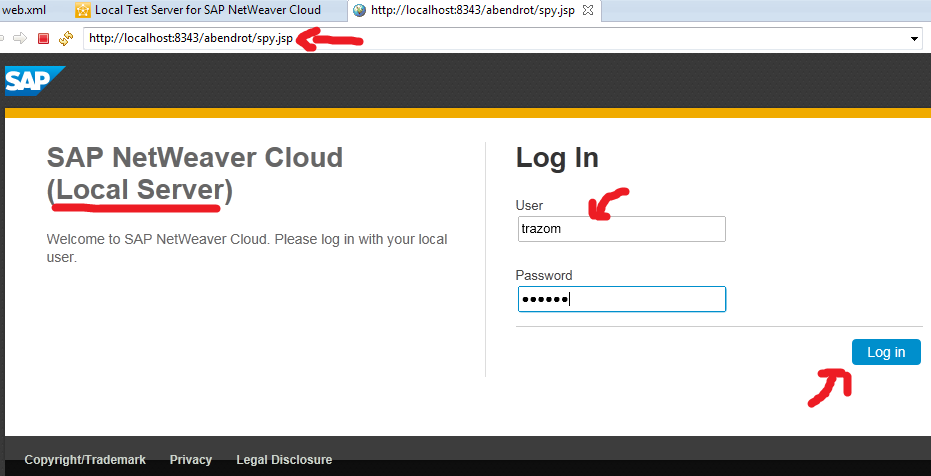 web.xml
Local Test Server for SAP NetWeaver Cloud
http://localhost:8343/abendrot/spy.jsp
http://localhost:8343/abendrot/spy.jsp
SAP
SAP NetWeaver Cloud
(Local Server)
Welcome to SAP NetWeaver Cloud. Please log in with your local
user.
Log In
User
trazom
Password
●●●●●●
Log in
Copyright/Trademark
Privacy
Legal Disclosure